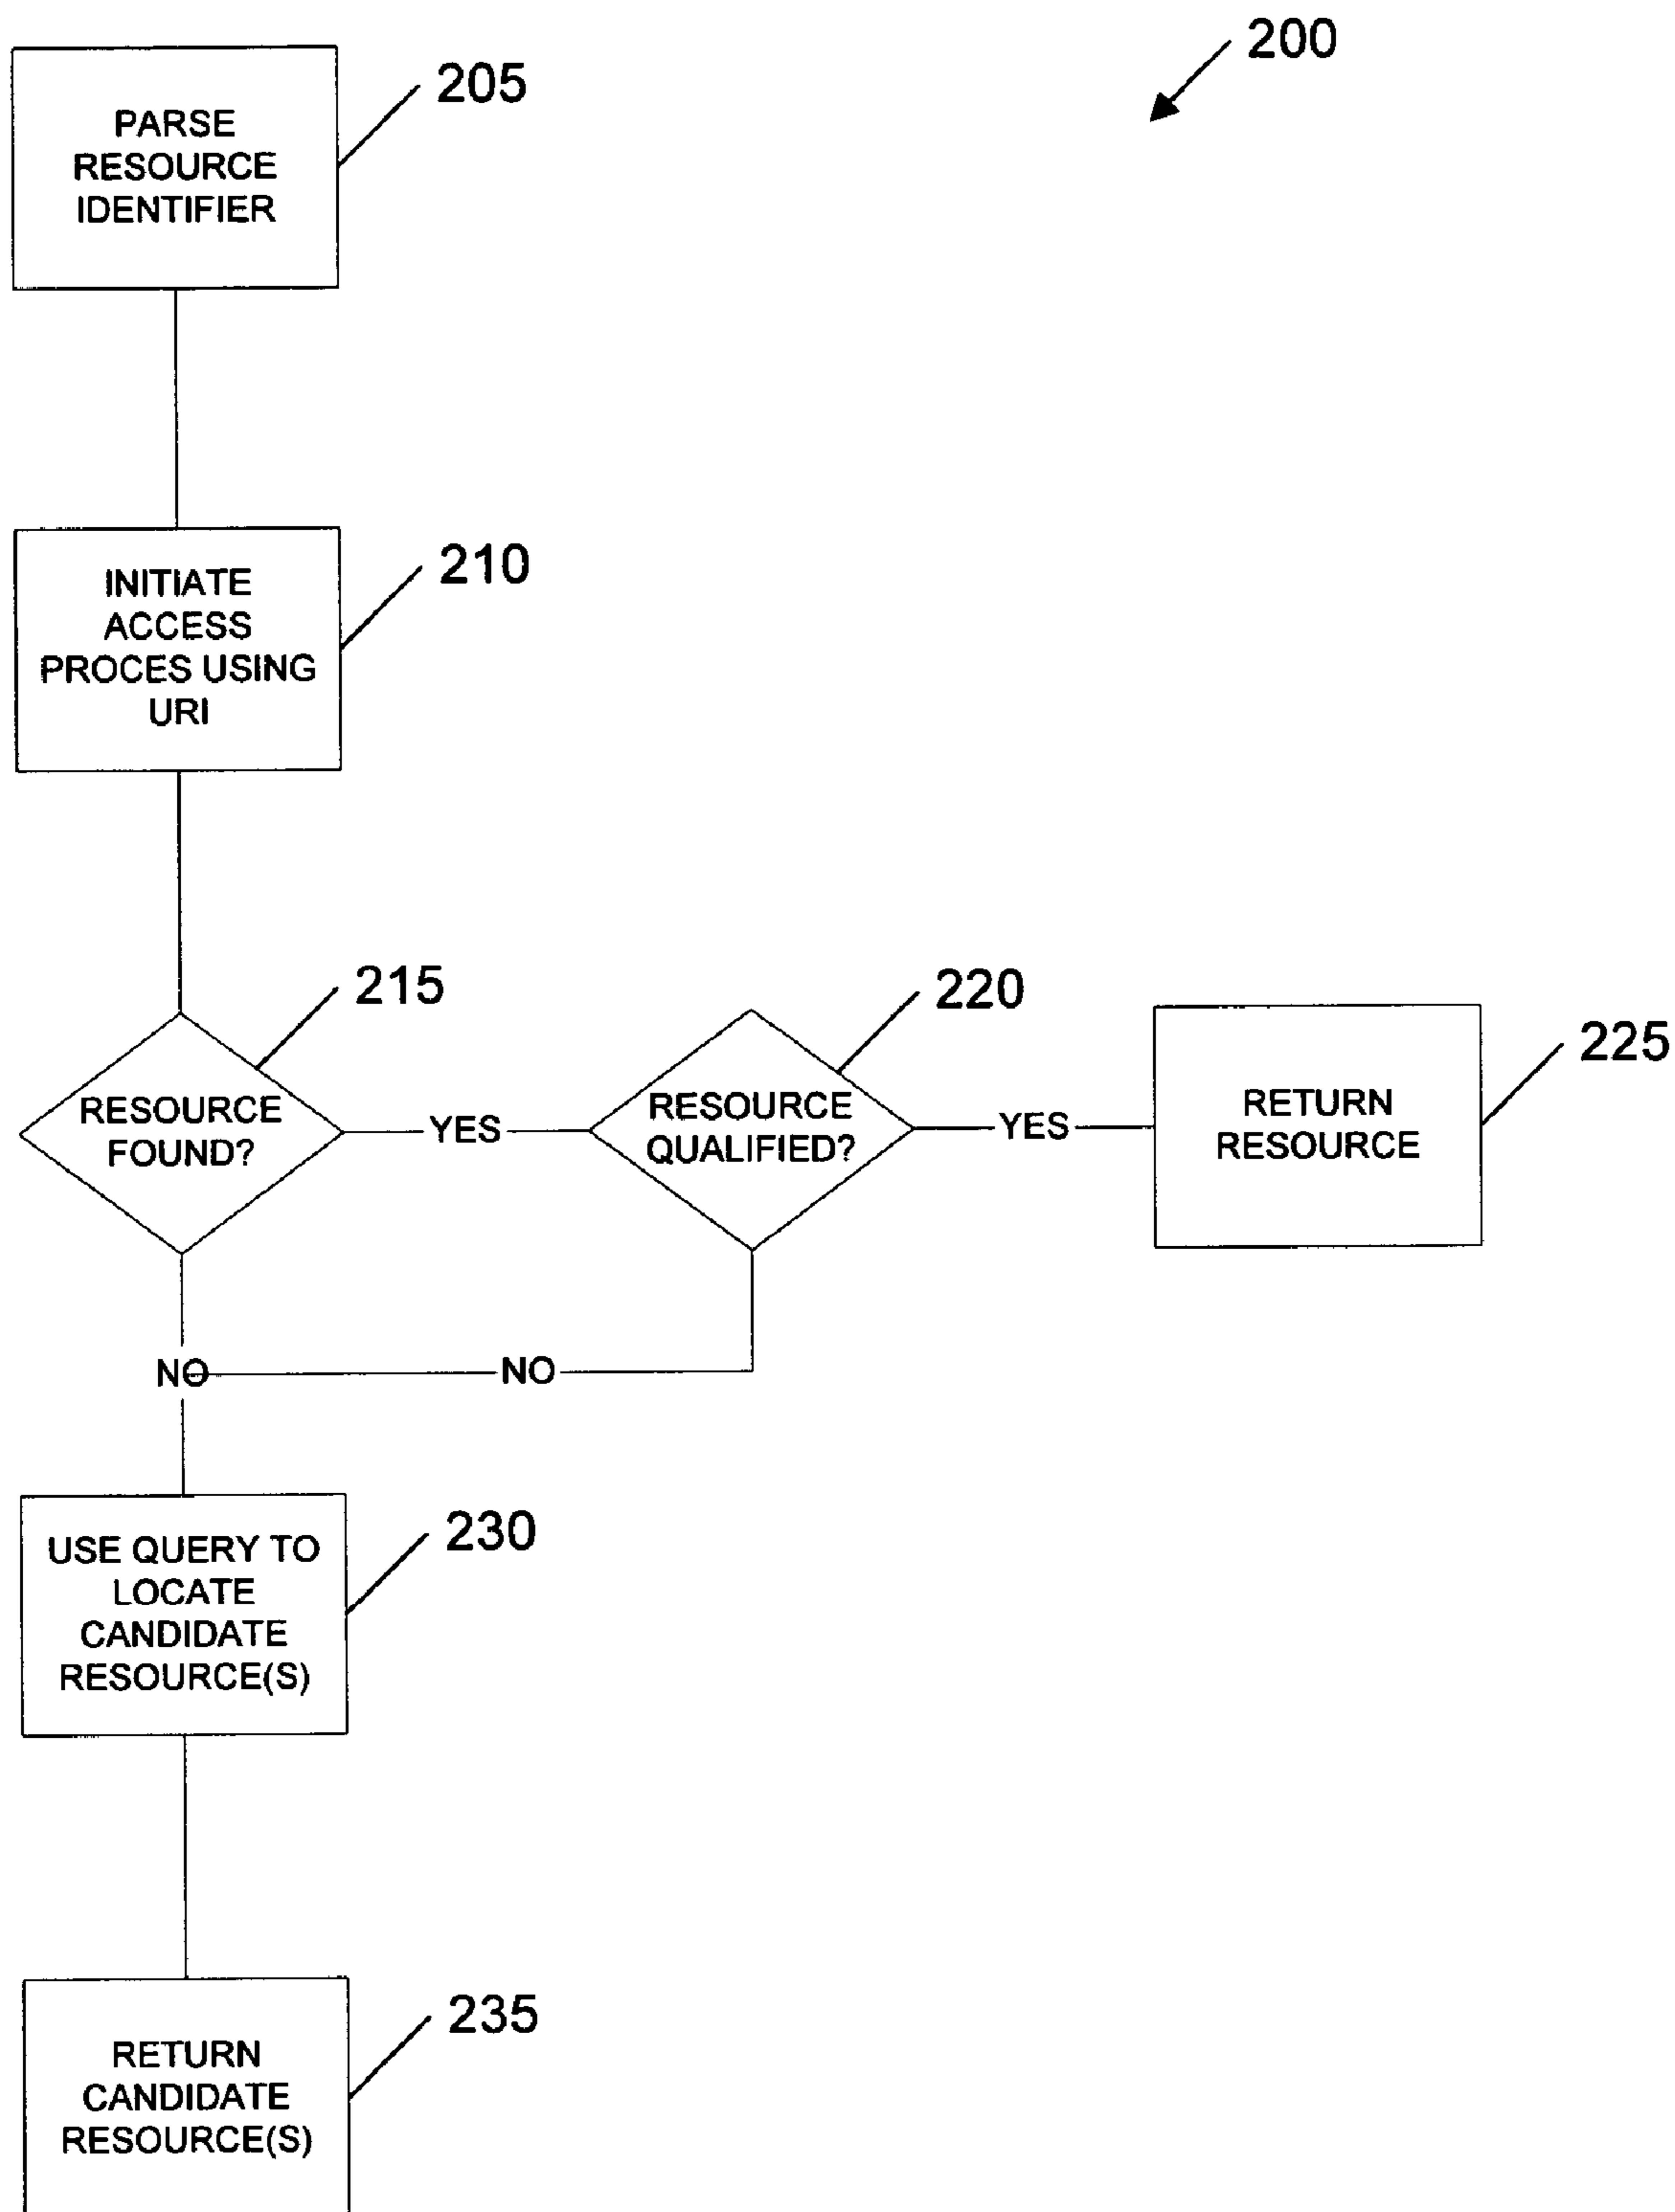 200
PARSE
RESOURCE
IDENTIFIER
205
INITIATE
ACCESS
PROCES USING
URI
210
RESOURCE
FOUND?
215
YES
RESOURCE
QUALIFIED?
220
YES
RETURN
RESOURCE
225
NO
NO
USE QUERY TO
LOCATE
CANDIDATE
RESOURCE(S)
230
RETURN
CANDIDATE
RESOURCE(S)
235